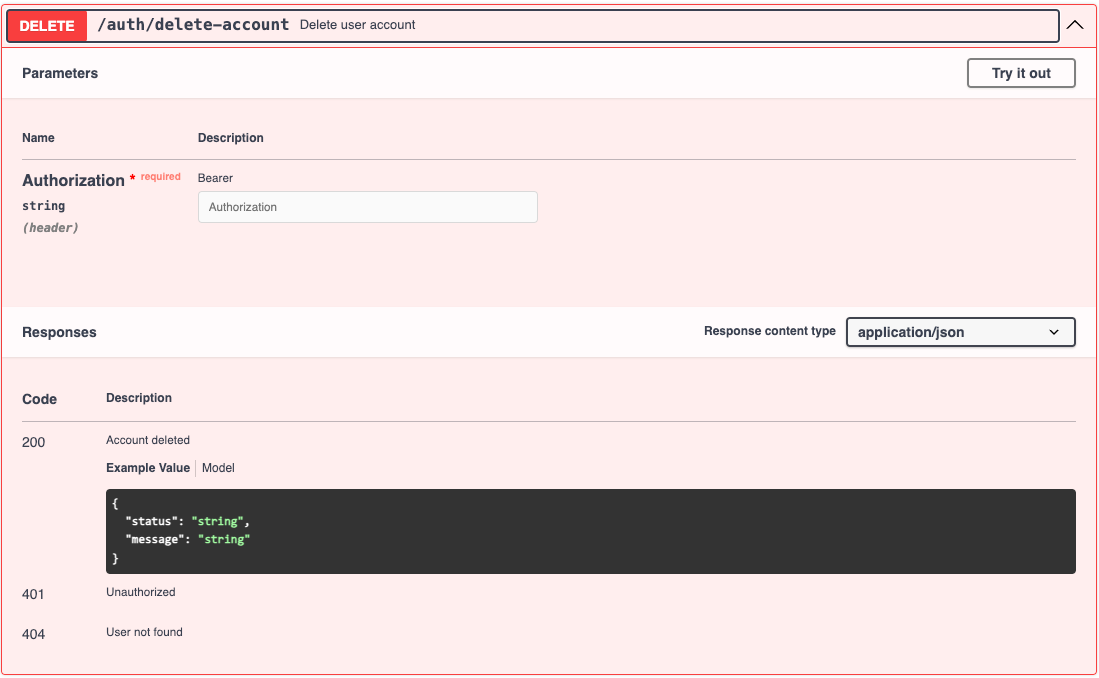 DELETE /auth/delete-account Delete user account
Parameters
Try it out
Name Description
Authorization * required
string
(header)
Bearer
Authorization
Responses
Response content type application/json
Code Description
200 Account deleted
Example Value Model
{
  "status": "string",
  "message": "string"
}
401 Unauthorized
404 User not found